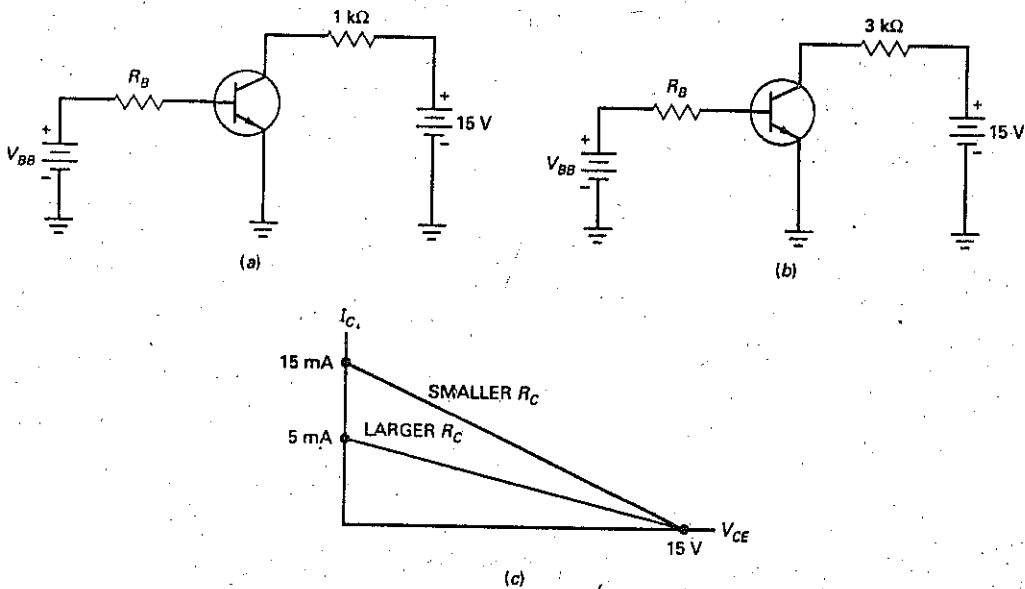 1 kΩ
R_B
+
15 V
-
+
V_BB
-
(a)
3 kΩ
R_B
+
15 V
-
+
V_BB
-
(b)
I_C
15 mA
SMALLER R_C
5 mA
LARGER R_C
V_CE
15 V
(c)